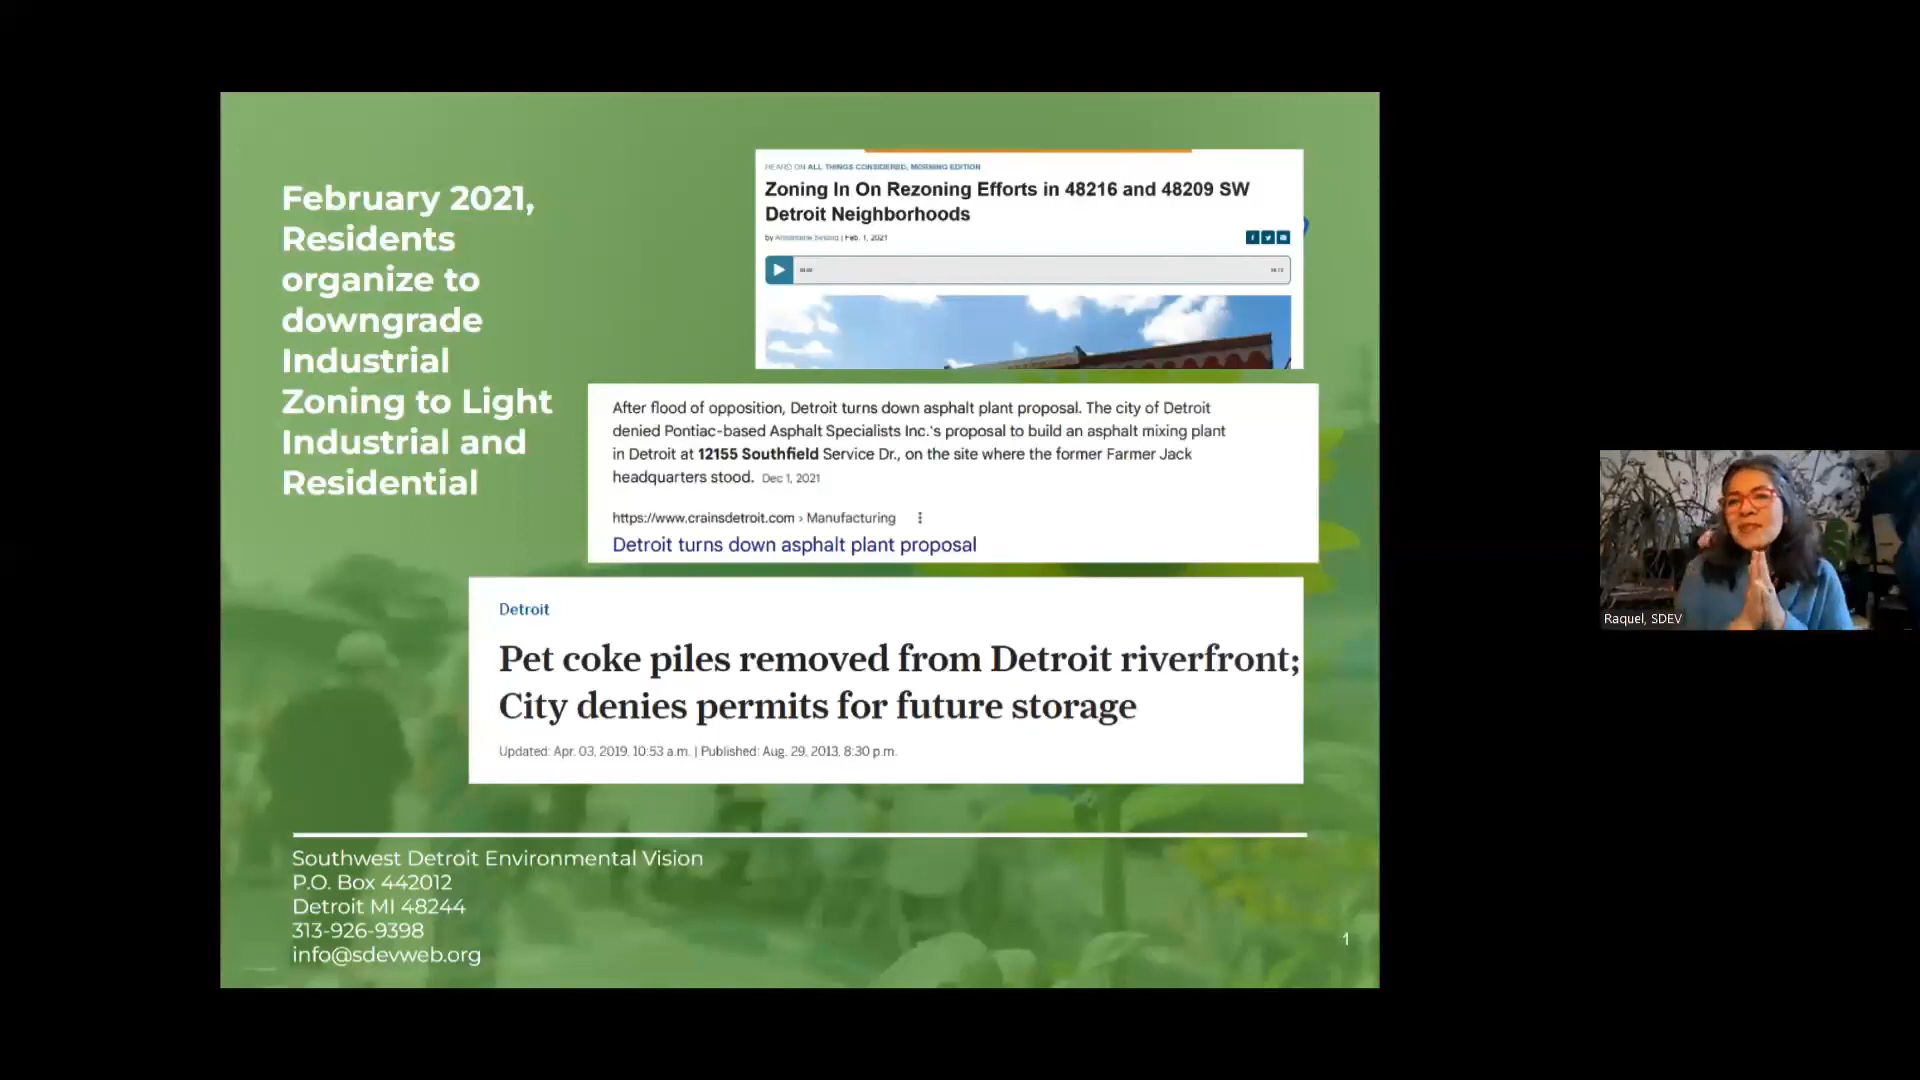 February 2021,
Residents
organize to
downgrade
Industrial
Zoning to Light
Industrial and
Residential
HEARD ON ALL THINGS CONSIDERED, MORNING EDITION
Zoning In On Rezoning Efforts in 48216 and 48209 SW
Detroit Neighborhoods
by | Feb. 1, 2021
After flood of opposition, Detroit turns down asphalt plant proposal. The city of Detroit
denied Pontiac-based Asphalt Specialists Inc.'s proposal to build an asphalt mixing plant
in Detroit at 12155 Southfield Service Dr., on the site where the former Farmer Jack
headquarters stood. Dec 1, 2021
https://www.crainsdetroit.com › Manufacturing
Detroit turns down asphalt plant proposal
Detroit
Pet coke piles removed from Detroit riverfront;
City denies permits for future storage
Updated: Apr. 03, 2019, 10:53 a.m. | Published: Aug. 29, 2013, 8:30 p.m.
Southwest Detroit Environmental Vision
P.O. Box 442012
Detroit MI 48244
313-926-9398
info@sdevweb.org
1
Raquel, SDEV